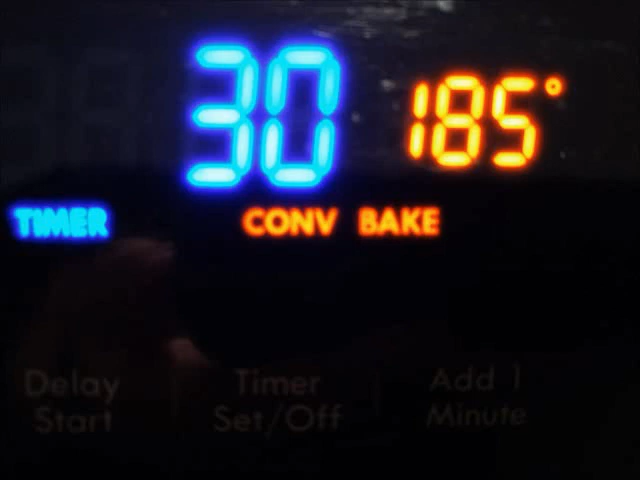 30 185°
TIMER CONV BAKE
Delay Start
Timer Set/Off
Add 1 Minute